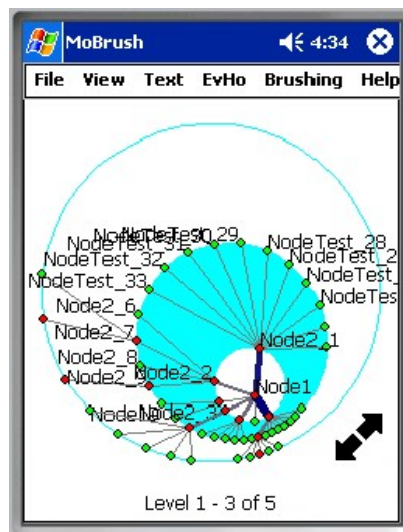 MoBrush 4:34
File View Text EvHo Brushing Help
NodeTest_29
NodeTest_28
NodeTest_32
NodeTest_33
Node2_6
Node2_1
Node2_7
Node2_8
Node2_2
Node1
Node2_3
Level 1 - 3 of 5